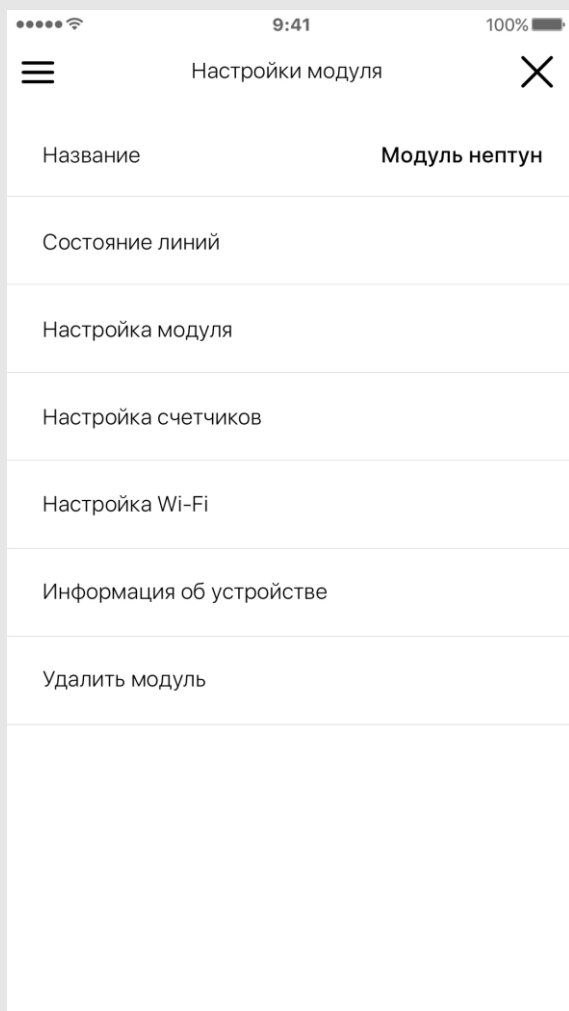 9:41 100%
Настройки модуля
Название Модуль нептун
Состояние линий
Настройка модуля
Настройка счетчиков
Настройка Wi-Fi
Информация об устройстве
Удалить модуль